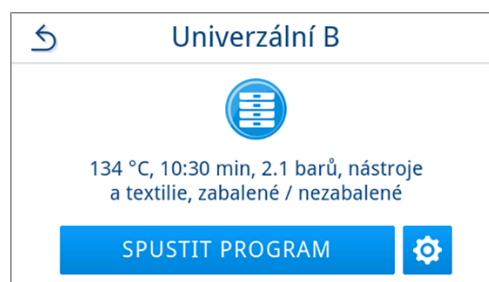 Univerzální B
134 °C, 10:30 min, 2.1 barů, nástroje
a textilie, zabalené / nezabalené
SPUSTIT PROGRAM